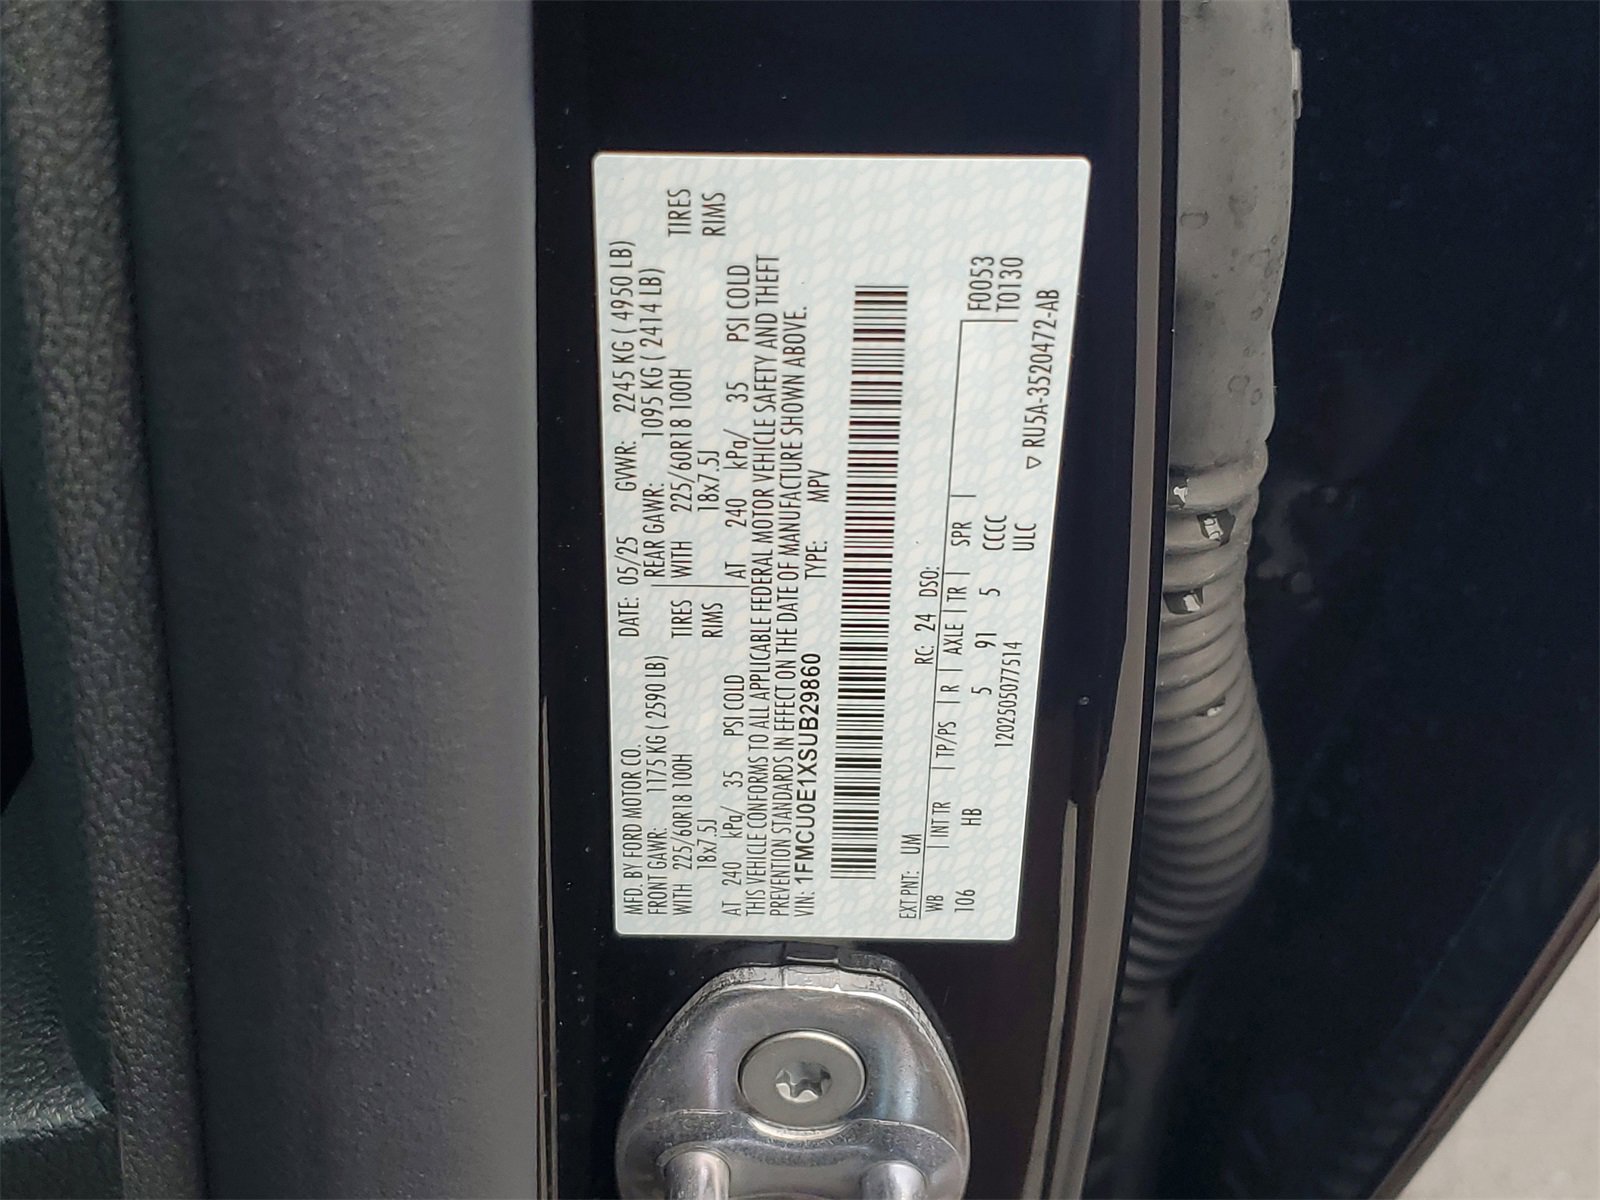 MFD. BY FORD MOTOR CO. DATE: 05/25 GVWR: 2245 KG ( 4950 LB)
FRONT GAWR: 1175 KG ( 2590 LB) REAR GAWR: 1095 KG ( 2414 LB)
WITH 225/60R18 100H TIRES WITH 225/60R18 100H TIRES
18x7.5J RIMS 18x7.5J RIMS
AT 240 kPa/ 35 PSI COLD AT 240 kPa/ 35 PSI COLD
THIS VEHICLE CONFORMS TO ALL APPLICABLE FEDERAL MOTOR VEHICLE SAFETY AND THEFT
PREVENTION STANDARDS IN EFFECT ON THE DATE OF MANUFACTURE SHOWN ABOVE.
VIN: 1FMCU0E1XSUB29860 TYPE: MPV
EXT PNT: UM RC: 24 DSO:
WB INT TR TP/PS R AXLE TR SPR
106 HB 5 91 5 CCCC F0053
1202505077514 ULC T0130
▽ RU5A-3520472-AB